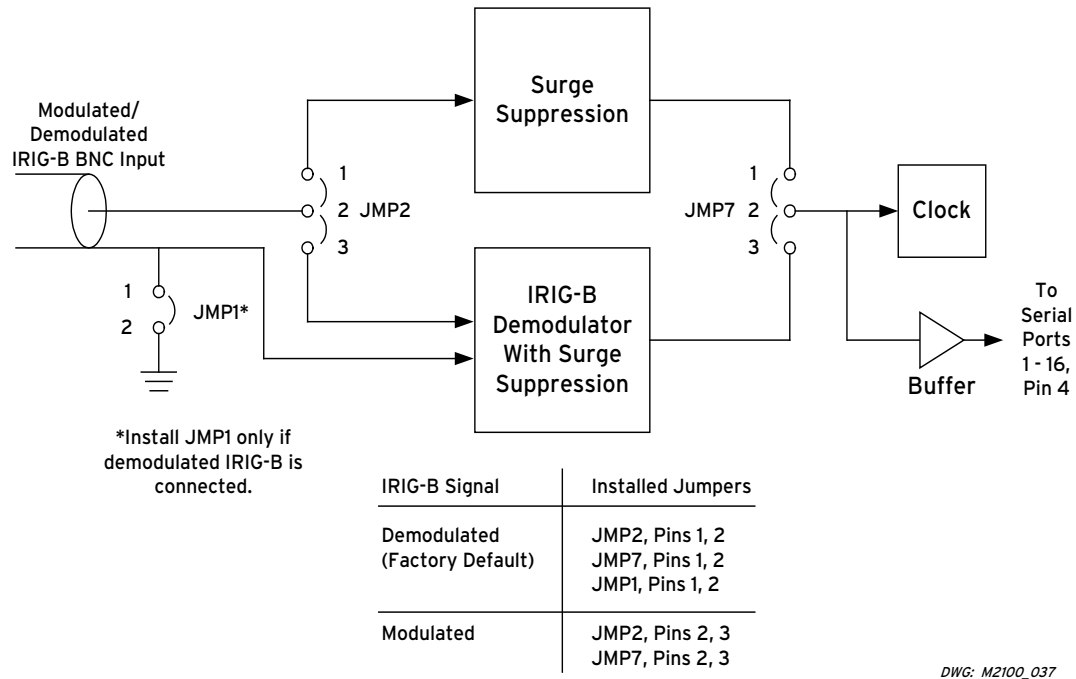 Modulated/
Demodulated
IRIG-B BNC Input
Surge
Suppression
1
2 JMP2
3
1
JMP7 2
3
Clock
1
2
JMP1*
IRIG-B
Demodulator
With Surge
Suppression
Buffer
To
Serial
Ports
1 - 16,
Pin 4
*Install JMP1 only if
demodulated IRIG-B is
connected.
IRIG-B Signal Installed Jumpers
Demodulated JMP2, Pins 1, 2
(Factory Default) JMP7, Pins 1, 2
JMP1, Pins 1, 2
Modulated JMP2, Pins 2, 3
JMP7, Pins 2, 3
DWG: M2100_037